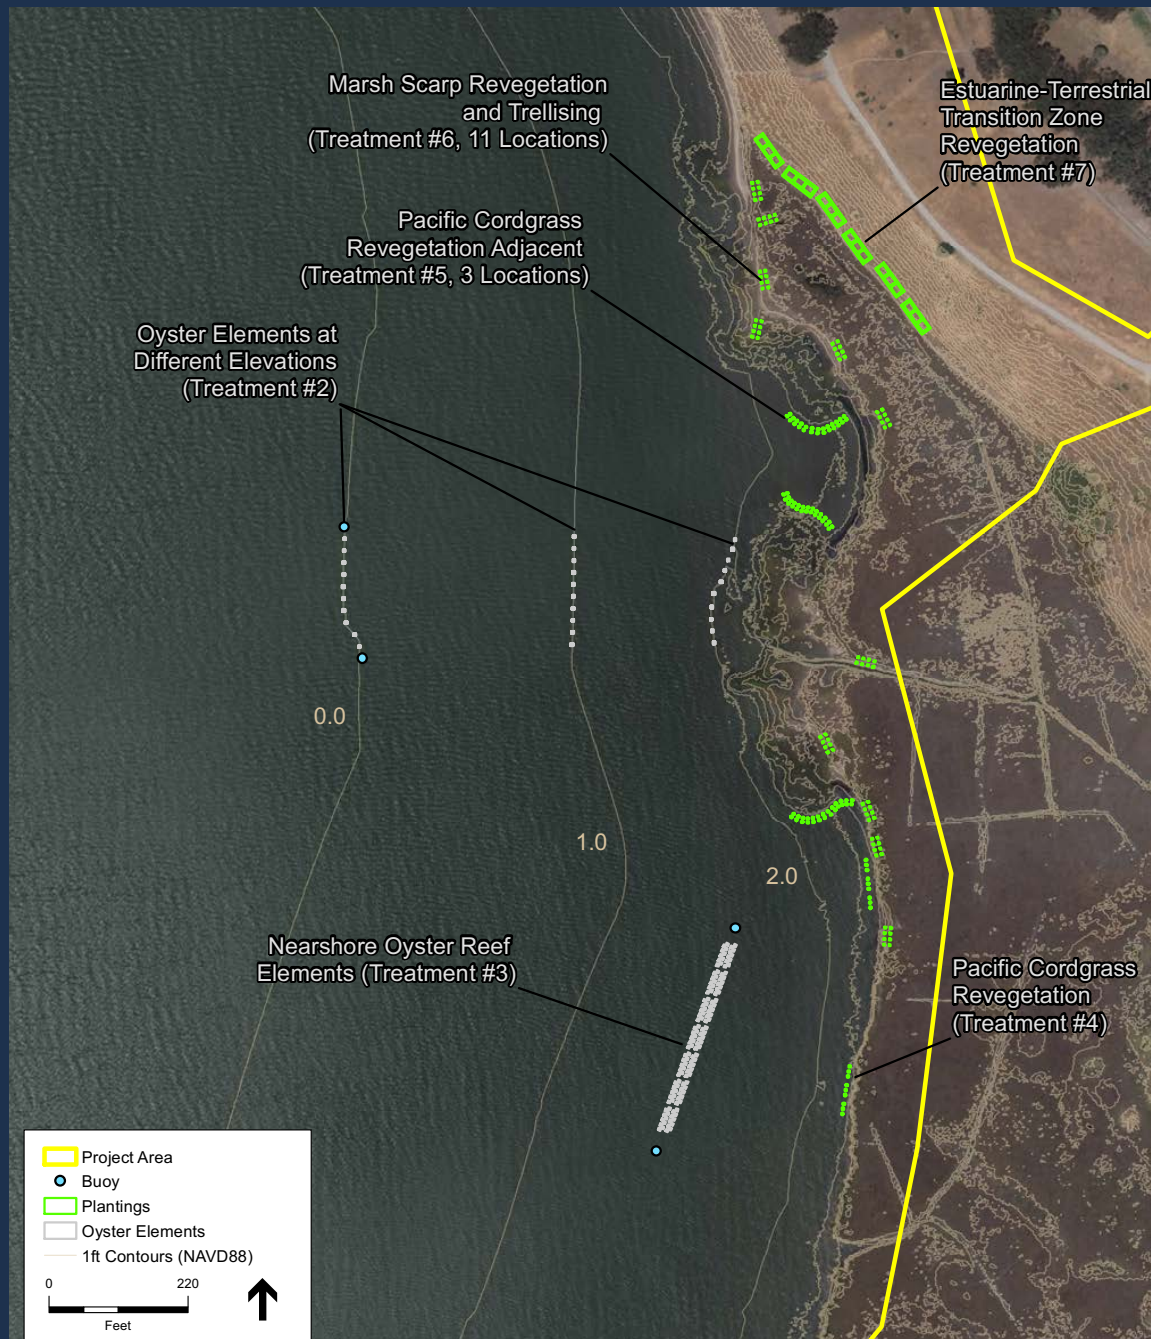 Marsh Scarp Revegetation
and Trellising
(Treatment #6, 11 Locations)
Estuarine-Terrestrial
Transition Zone
Revegetation
(Treatment #7)
Pacific Cordgrass
Revegetation Adjacent
(Treatment #5, 3 Locations)
Oyster Elements at
Different Elevations
(Treatment #2)
0.0
1.0
2.0
Nearshore Oyster Reef
Elements (Treatment #3)
Pacific Cordgrass
Revegetation
(Treatment #4)
Project Area
Buoy
Plantings
Oyster Elements
1ft Contours (NAVD88)
0 220
Feet